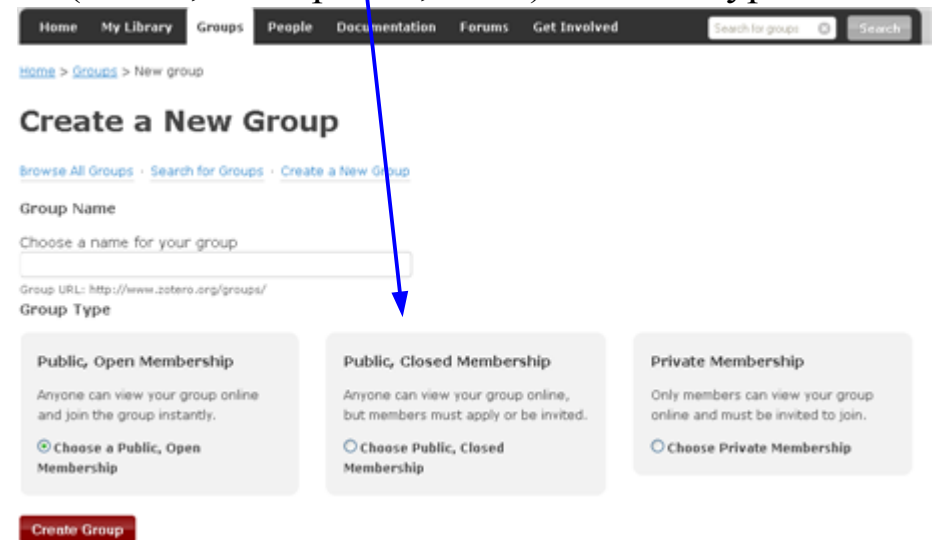 Home My Library Groups People Documentation Forums Get Involved Search for groups Search
Home > Groups > New group
Create a New Group
Browse All Groups · Search for Groups · Create a New Group
Group Name
Choose a name for your group
Group URL: http://www.zotero.org/groups/
Group Type
Public, Open Membership
Anyone can view your group online
and join the group instantly.
Choose a Public, Open
Membership
Public, Closed Membership
Anyone can view your group online,
but members must apply or be invited.
Choose Public, Closed
Membership
Private Membership
Only members can view your group
online and must be invited to join.
Choose Private Membership
Create Group